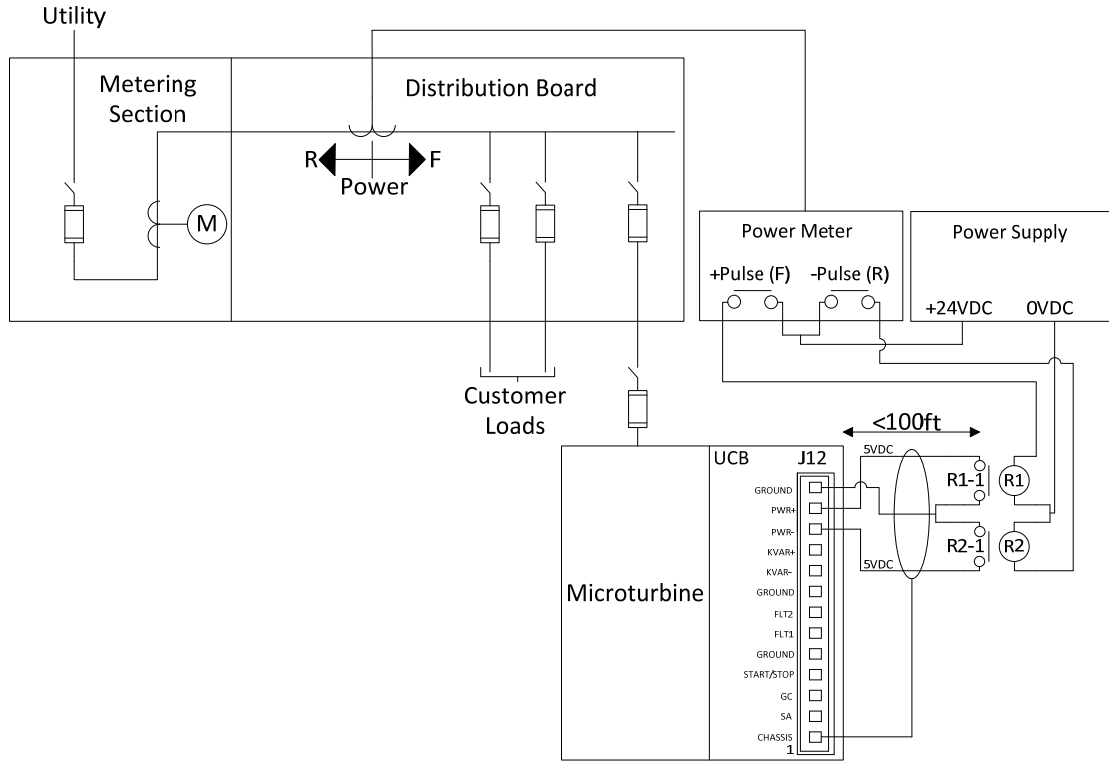 Utility
Metering
Section
Distribution Board
R
F
Power
M
Power Meter
+Pulse (F)
-Pulse (R)
Power Supply
+24VDC
0VDC
Customer
Loads
<100ft
UCB
J12
5VDC
GROUND
PWR+
PWR-
KVAR+
KVAR-
GROUND
FLT2
FLT1
GROUND
START/STOP
GC
SA
CHASSIS
1
R1-1
R1
R2-1
R2
5VDC
Microturbine